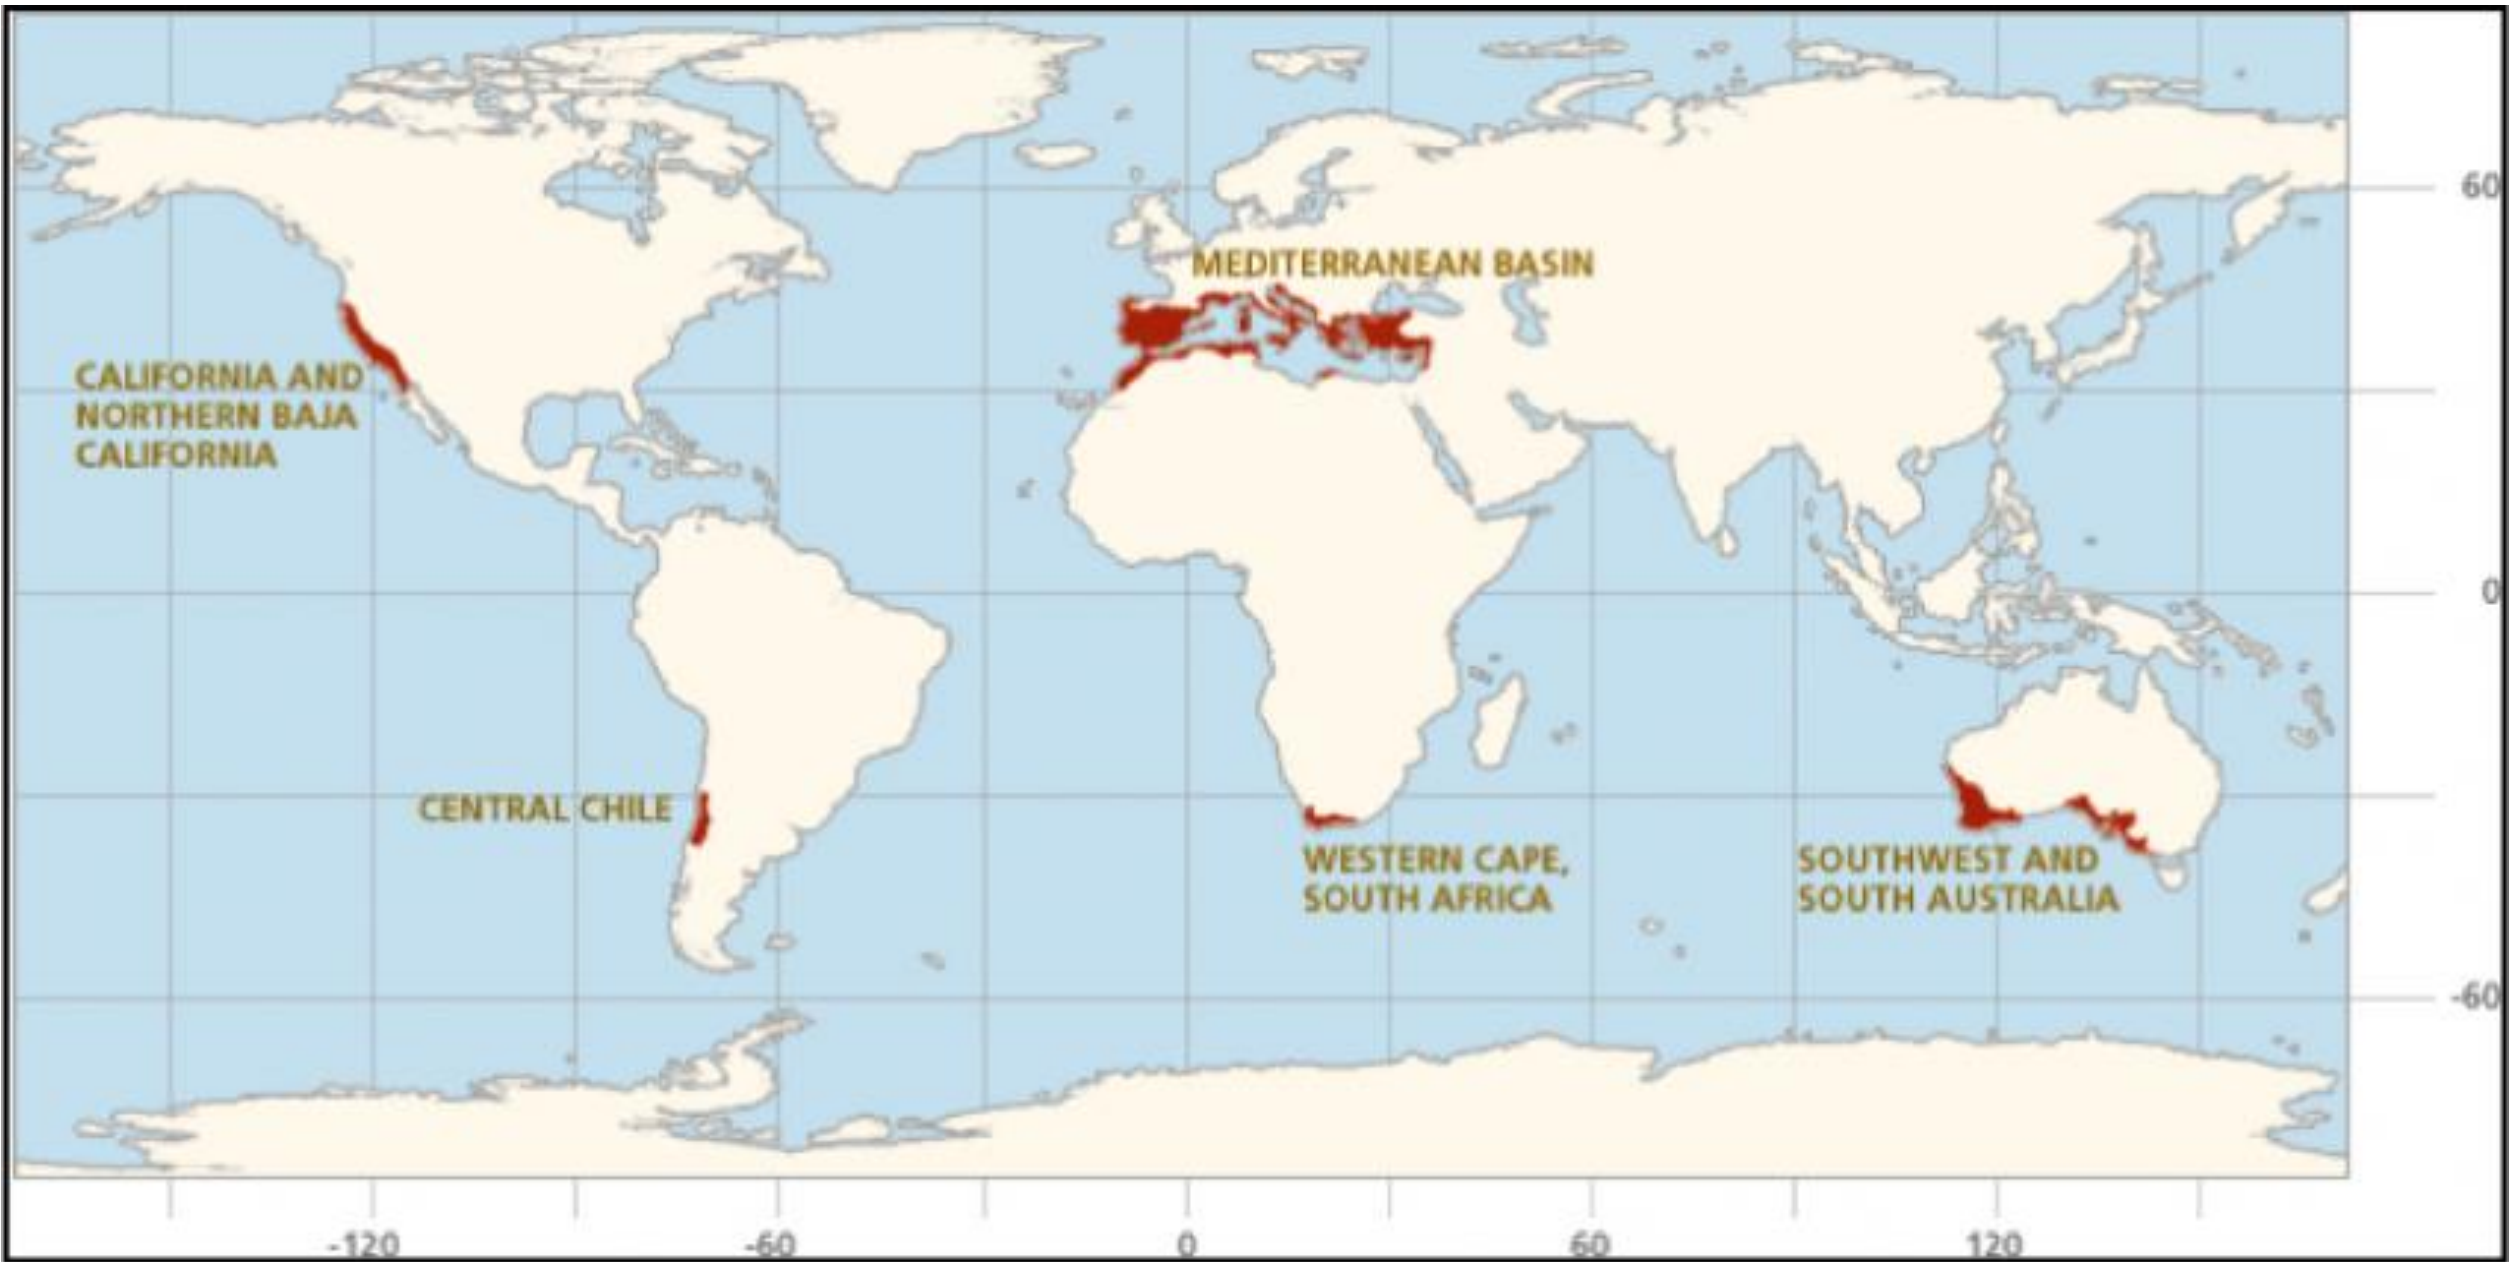 60
MEDITERRANEAN BASIN
CALIFORNIA AND
NORTHERN BAJA
CALIFORNIA
0
CENTRAL CHILE
WESTERN CAPE,
SOUTH AFRICA
SOUTHWEST AND
SOUTH AUSTRALIA
-60
-120 -60 0 60 120